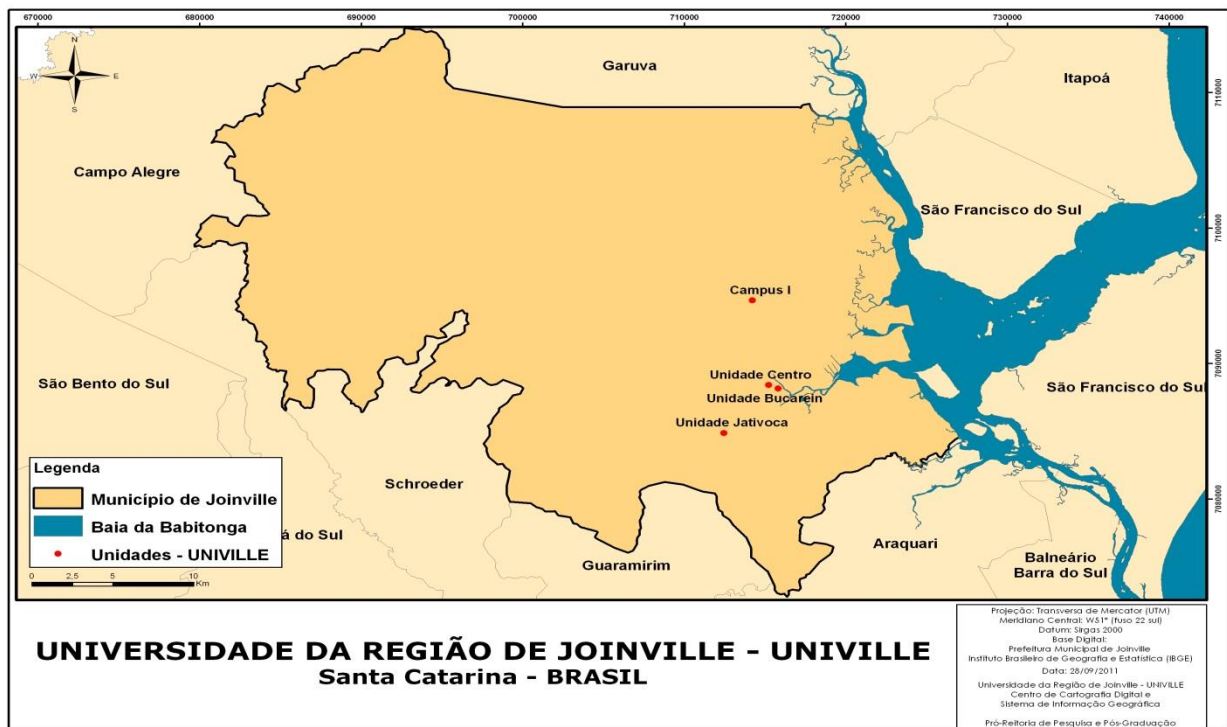 670000 680000 690000 700000 710000 720000 730000 740000
N
W E
S
Garuva
Itapoá
7110000
Campo Alegre
São Francisco do Sul
7100000
Campus I
7090000
Unidade Centro
São Bento do Sul
São Francisco do Sul
Unidade Bucarein
Unidade Jativoca
Legenda
Município de Joinville
Baia da Babitonga
Unidades - UNIVILLE
0 2,5 5 10
Km
Schroeder
7080000
á do Sul
Araquari
Guaramirim
Balneário
Barra do Sul
UNIVERSIDADE DA REGIÃO DE JOINVILLE - UNIVILLE
Santa Catarina - BRASIL
Projeção: Transversa de Mercator (UTM)
Meridiano Central: W51° (fuso 22 sul)
Datum: Sirgas 2000
Base Digital:
Prefeitura Municipal de Joinville
Instituto Brasileiro de Geografia e Estatística (IBGE)
Data: 28/09/2011
Universidade da Região de Joinville - UNIVILLE
Centro de Cartografia Digital e
Sistema de Informação Geográfica
Pró-Reitoria de Pesquisa e Pós-Graduação